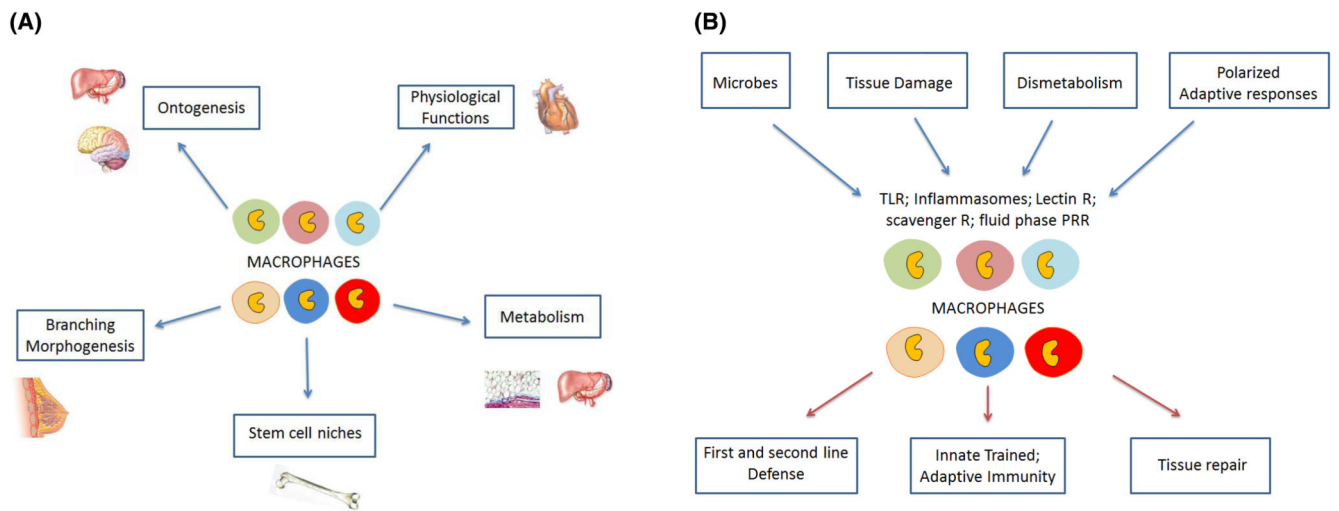 (A)
Ontogenesis
Physiological
Functions
MACROPHAGES
Branching
Morphogenesis
Metabolism
Stem cell niches
(B)
Microbes
Tissue Damage
Dismetabolism
Polarized
Adaptive responses
TLR; Inflammasomes; Lectin R;
scavenger R; fluid phase PRR
MACROPHAGES
First and second line
Defense
Innate Trained;
Adaptive Immunity
Tissue repair